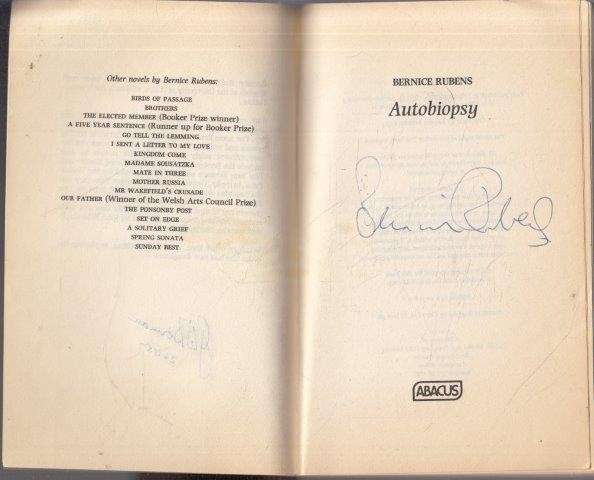 Other novels by Bernice Rubens:
BIRDS OF PASSAGE
BROTHERS
THE ELECTED MEMBER (Booker Prize winner)
A FIVE YEAR SENTENCE (Runner up for Booker Prize)
GO TELL THE LEMMING
I SENT A LETTER TO MY LOVE
KINGDOM COME
MADAME SOUSATZKA
MATE IN THREE
MOTHER RUSSIA
MR WAKEFIELD'S CRUSADE
OUR FATHER (Winner of the Welsh Arts Council Prize)
THE PONSONBY POST
SET ON EDGE
A SOLITARY GRIEF
SPRING SONATA
SUNDAY BEST
BERNICE RUBENS
Autobiopsy
Bernice Rubens
ABACUS